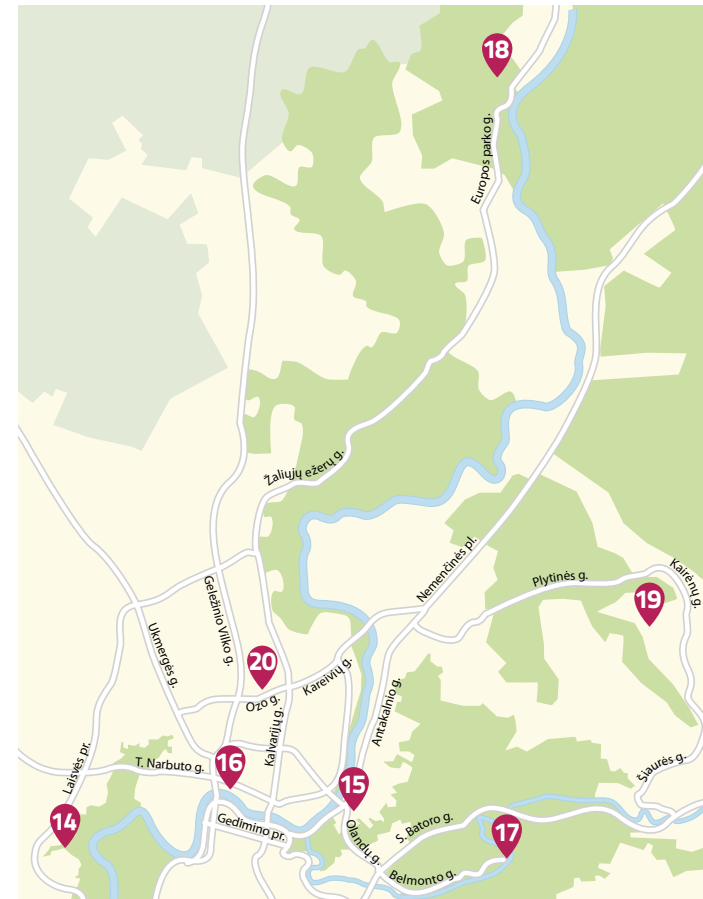 18
Europos parko g.
Žaliųjų ežerų g.
Nemenčinės pl.
Plytinės g.
Kairėnų g.
19
Geležinio Vilko g.
Ukmergės g.
20
Ozo g.
Kareivių g.
Kalvarijų g.
Antakalnio g.
Laisvės pr.
T. Narbuto g.
16
15
Šiaurės g.
14
Gedimino pr.
Olandų g.
S. Batoro g.
17
Belmonto g.